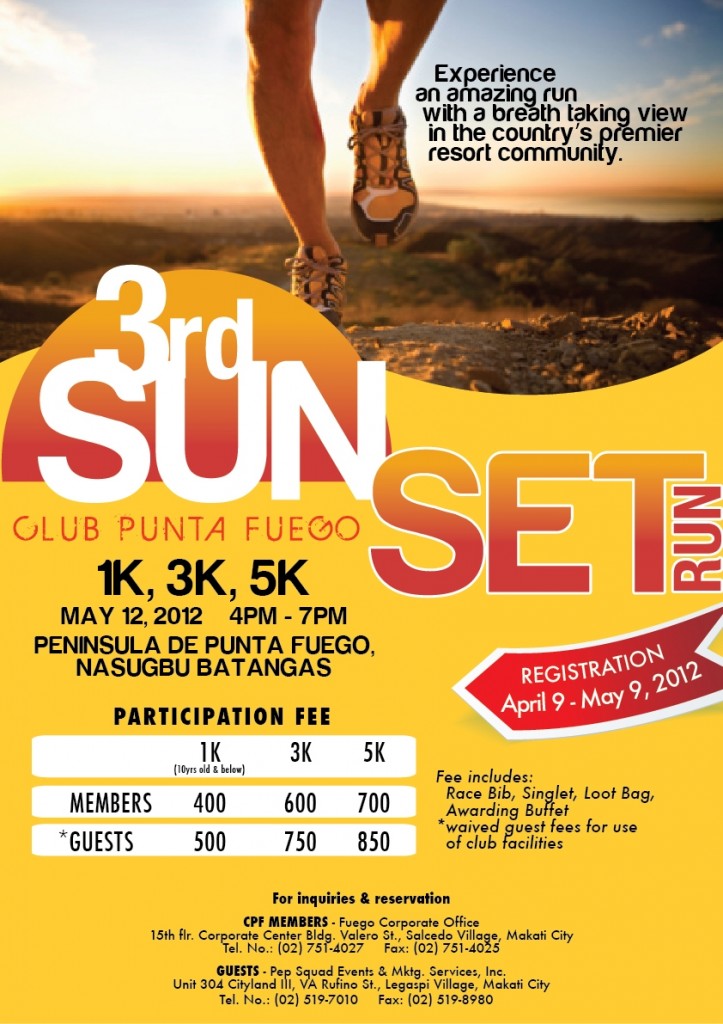 Experience
an amazing run
with a breath taking view
in the country's premier
resort community.
3rd
SUN
SET
RUN
CLUB PUNTA FUEGO
1K, 3K, 5K
MAY 12, 2012 4PM - 7PM
PENINSULA DE PUNTA FUEGO,
NASUGBU BATANGAS
REGISTRATION
April 9 - May 9, 2012
PARTICIPATION FEE
1K 3K 5K
(10yrs old & below)
MEMBERS 400 600 700
*GUESTS 500 750 850
Fee includes:
Race Bib, Singlet, Loot Bag,
Awarding Buffet
*waived guest fees for use
of club facilities
For inquiries & reservation
CPF MEMBERS - Fuego Corporate Office
15th flr. Corporate Center Bldg. Valero St., Salcedo Village, Makati City
Tel. No.: (02) 751-4027 Fax: (02) 751-4025
GUESTS - Pep Squad Events & Mktg. Services, Inc.
Unit 304 Cityland III, VA Rufino St., Legaspi Village, Makati City
Tel. No.: (02) 519-7010 Fax: (02) 519-8980